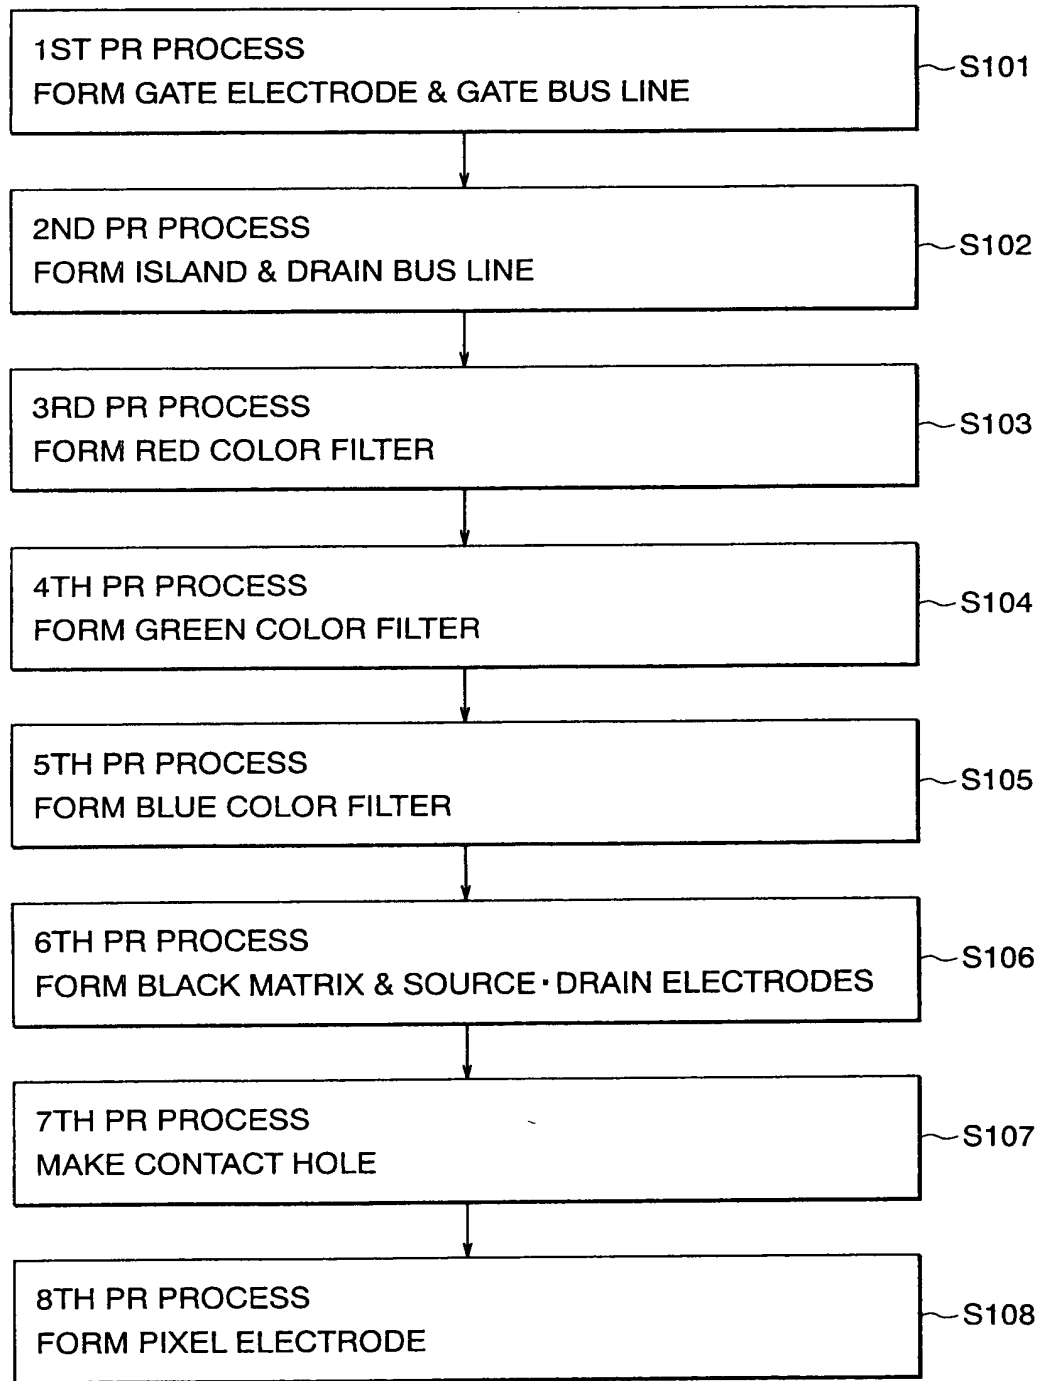 1ST PR PROCESS
FORM GATE ELECTRODE & GATE BUS LINE
S101
2ND PR PROCESS
FORM ISLAND & DRAIN BUS LINE
S102
3RD PR PROCESS
FORM RED COLOR FILTER
S103
4TH PR PROCESS
FORM GREEN COLOR FILTER
S104
5TH PR PROCESS
FORM BLUE COLOR FILTER
S105
6TH PR PROCESS
FORM BLACK MATRIX & SOURCE・DRAIN ELECTRODES
S106
7TH PR PROCESS
MAKE CONTACT HOLE
S107
8TH PR PROCESS
FORM PIXEL ELECTRODE
S108